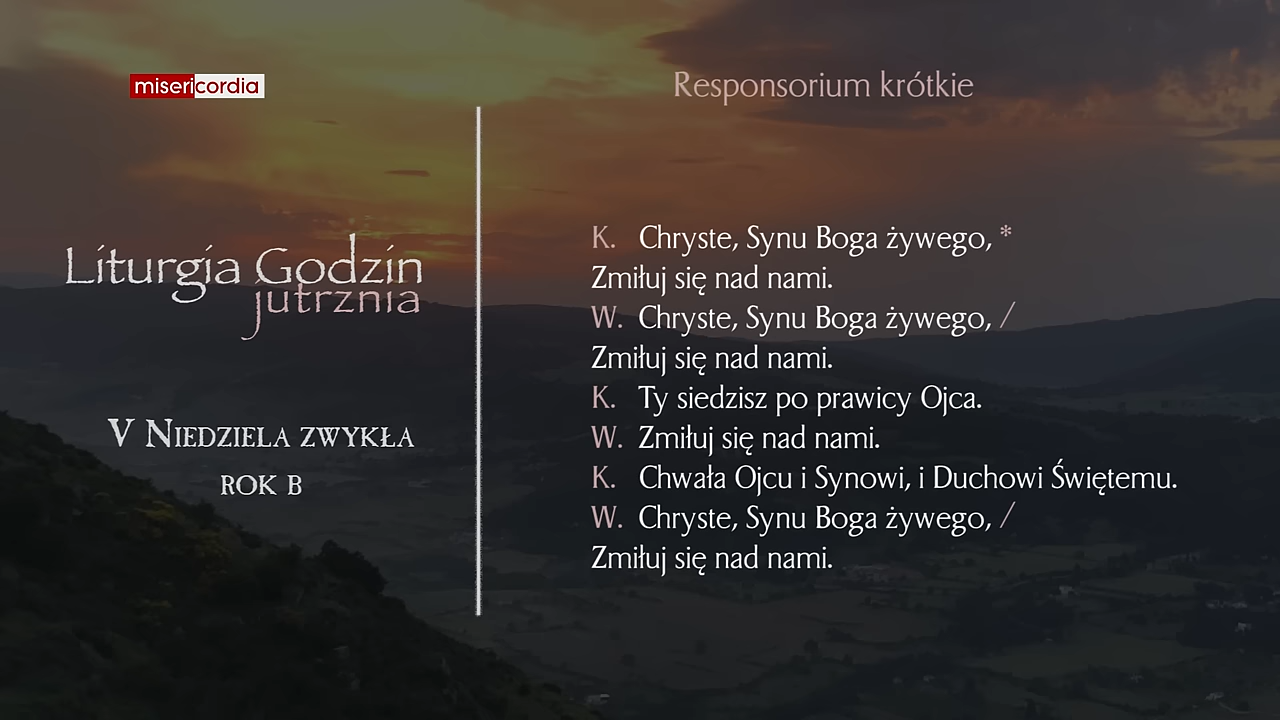 misericordia
Liturgia Godzin
jutrznia
V Niedziela zwykła
rok B
Responsorium krótkie
K. Chryste, Synu Boga żywego, *
Zmiłuj się nad nami.
W. Chryste, Synu Boga żywego, /
Zmiłuj się nad nami.
K. Ty siedzisz po prawicy Ojca.
W. Zmiłuj się nad nami.
K. Chwała Ojcu i Synowi, i Duchowi Świętemu.
W. Chryste, Synu Boga żywego, /
Zmiłuj się nad nami.